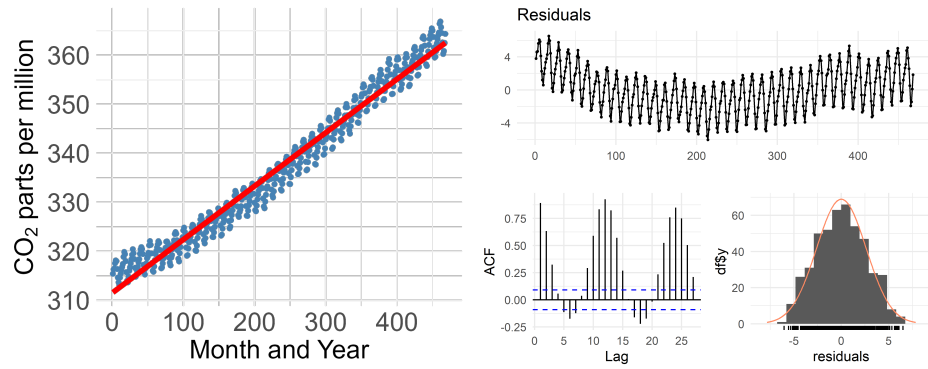 CO2 parts per million
360
350
340
330
320
310
0 100 200 300 400
Month and Year
Residuals
4
0
-4
0 100 200 300 400
ACF
0.75
0.50
0.25
0.00
-0.25
0 5 10 15 20 25
Lag
df$y
60
40
20
0
-5 0 5
residuals